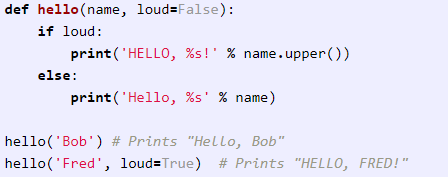 def hello(name, loud=False):
    if loud:
        print('HELLO, %s!' % name.upper())
    else:
        print('Hello, %s' % name)

hello('Bob') # Prints "Hello, Bob"
hello('Fred', loud=True)  # Prints "HELLO, FRED!"